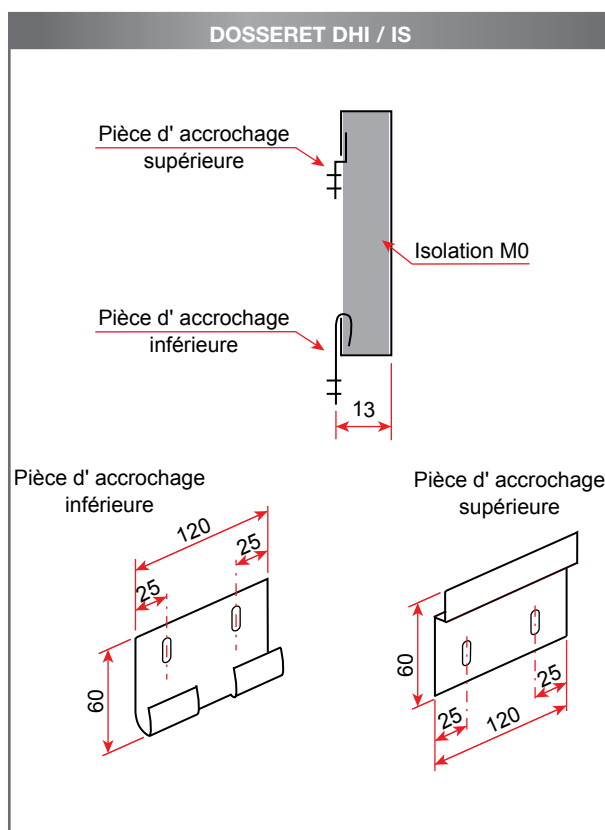 DOSSERET DHI / IS
Pièce d' accrochage
supérieure
Isolation M0
Pièce d' accrochage
inférieure
13
Pièce d' accrochage
inférieure
120
25
25
60
Pièce d' accrochage
supérieure
60
25
25
120